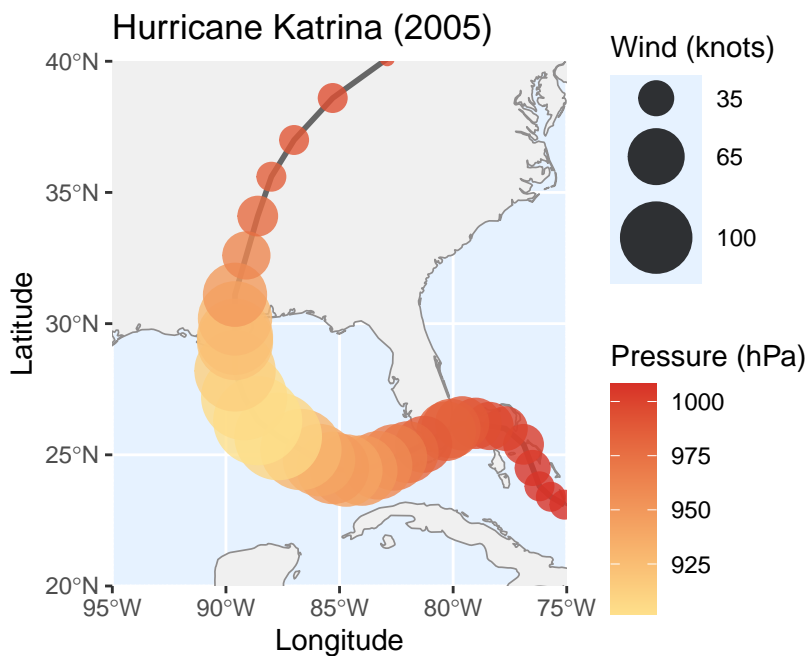 Hurricane Katrina (2005)
40°N
35°N
30°N
25°N
20°N
Latitude
95°W
90°W
85°W
80°W
75°W
Longitude
Wind (knots)
35
65
100
Pressure (hPa)
1000
975
950
925